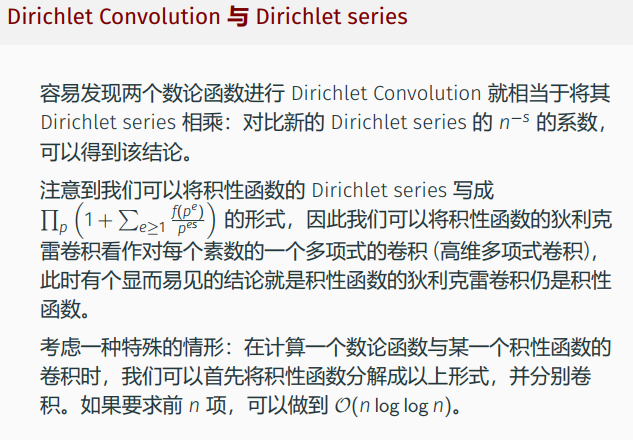 Dirichlet Convolution 与 Dirichlet series
容易发现两个数论函数进行 Dirichlet Convolution 就相当于将其
Dirichlet series 相乘：对比新的 Dirichlet series 的 n^{-s} 的系数，
可以得到该结论。
注意到我们可以将积性函数的 Dirichlet series 写成
∏_p (1 + ∑_{e≥1} \frac{f(p^e)}{p^{es}}) 的形式，因此我们可以将积性函数的狄利克
雷卷积看作对每个素数的一个多项式的卷积 (高维多项式卷积)，
此时有个显而易见的结论就是积性函数的狄利克雷卷积仍是积性
函数。
考虑一种特殊的情形：在计算一个数论函数与某一个积性函数的
卷积时，我们可以首先将积性函数分解成以上形式，并分别卷
积。如果要求前 n 项，可以做到 𝒪(n log log n)。